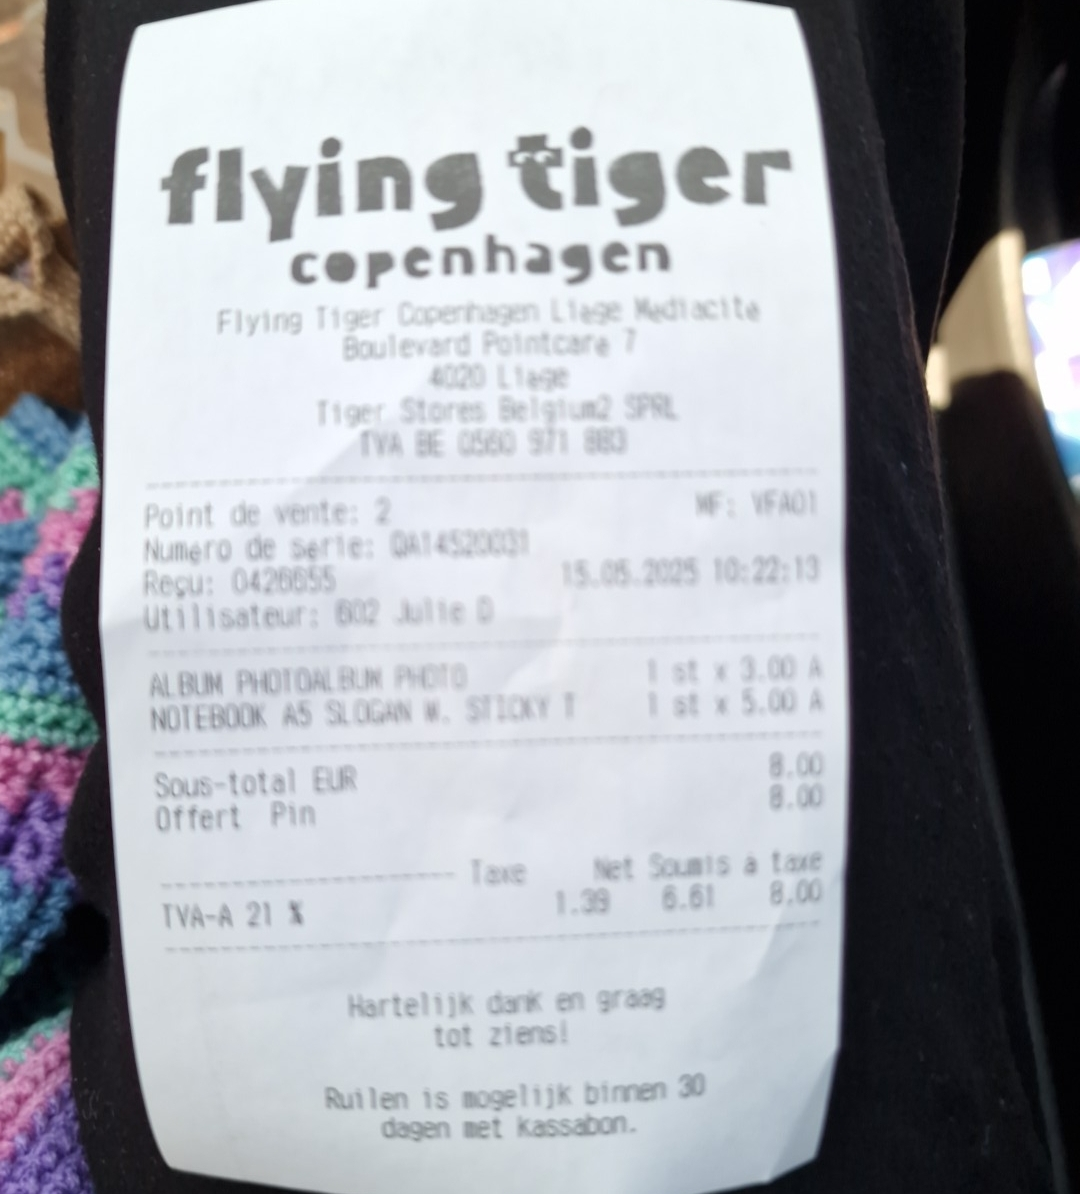 flying tiger
copenhagen
Flying Tiger Copenhagen Liege Mediacite
Boulevard Pointcare 7
4020 Liege
Tiger Stores Belgium2 SPRL
TVA BE 0560 971 883
Point de vente: 2 MF: VFA01
Numero de serie: QA14520031
Reçu: 0426655 15.05.2025 10:22:13
Utilisateur: 602 Julie D
ALBUM PHOTOALBUM PHOTO 1 st x 3.00 A
NOTEBOOK A5 SLOGAN W. STICKY T 1 st x 5.00 A
Sous-total EUR 8.00
Offert Pin 8.00
Taxe Net Soumis à taxe
TVA-A 21 % 1.39 6.61 8.00
Hartelijk dank en graag
tot ziens!
Ruilen is mogelijk binnen 30
dagen met kassabon.